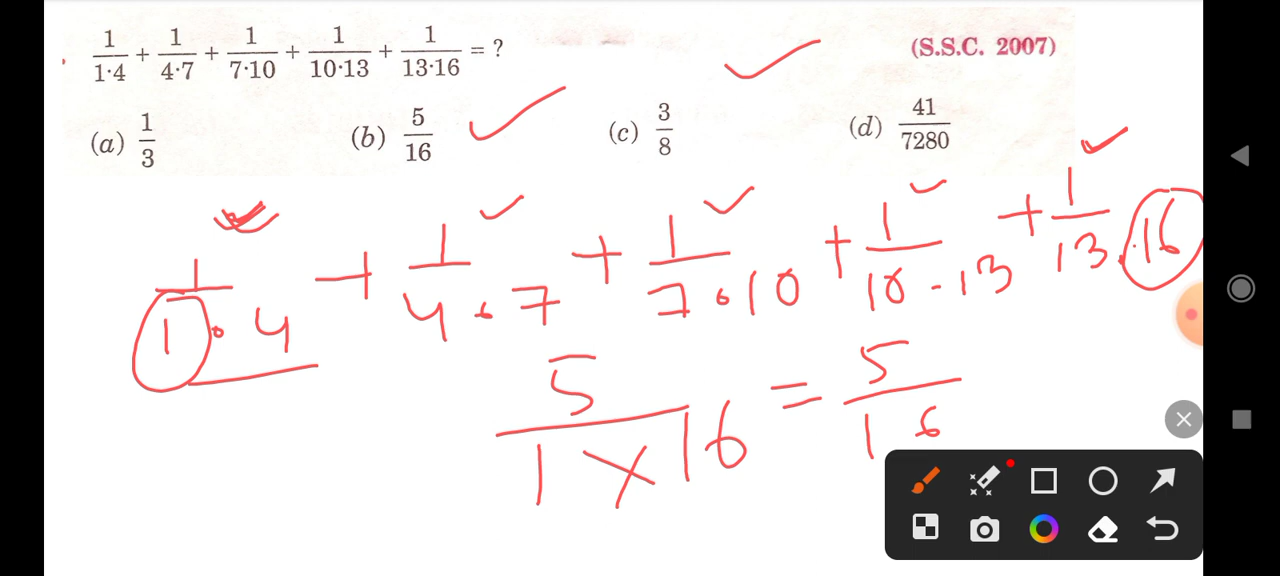 1/1·4 + 1/4·7 + 1/7·10 + 1/10·13 + 1/13·16 = ? (S.S.C. 2007)
(a) 1/3 (b) 5/16 (c) 3/8 (d) 41/7280
1/1·4 + 1/4·7 + 1/7·10 + 1/10·13 + 1/13·16
5/1×16 = 5/16